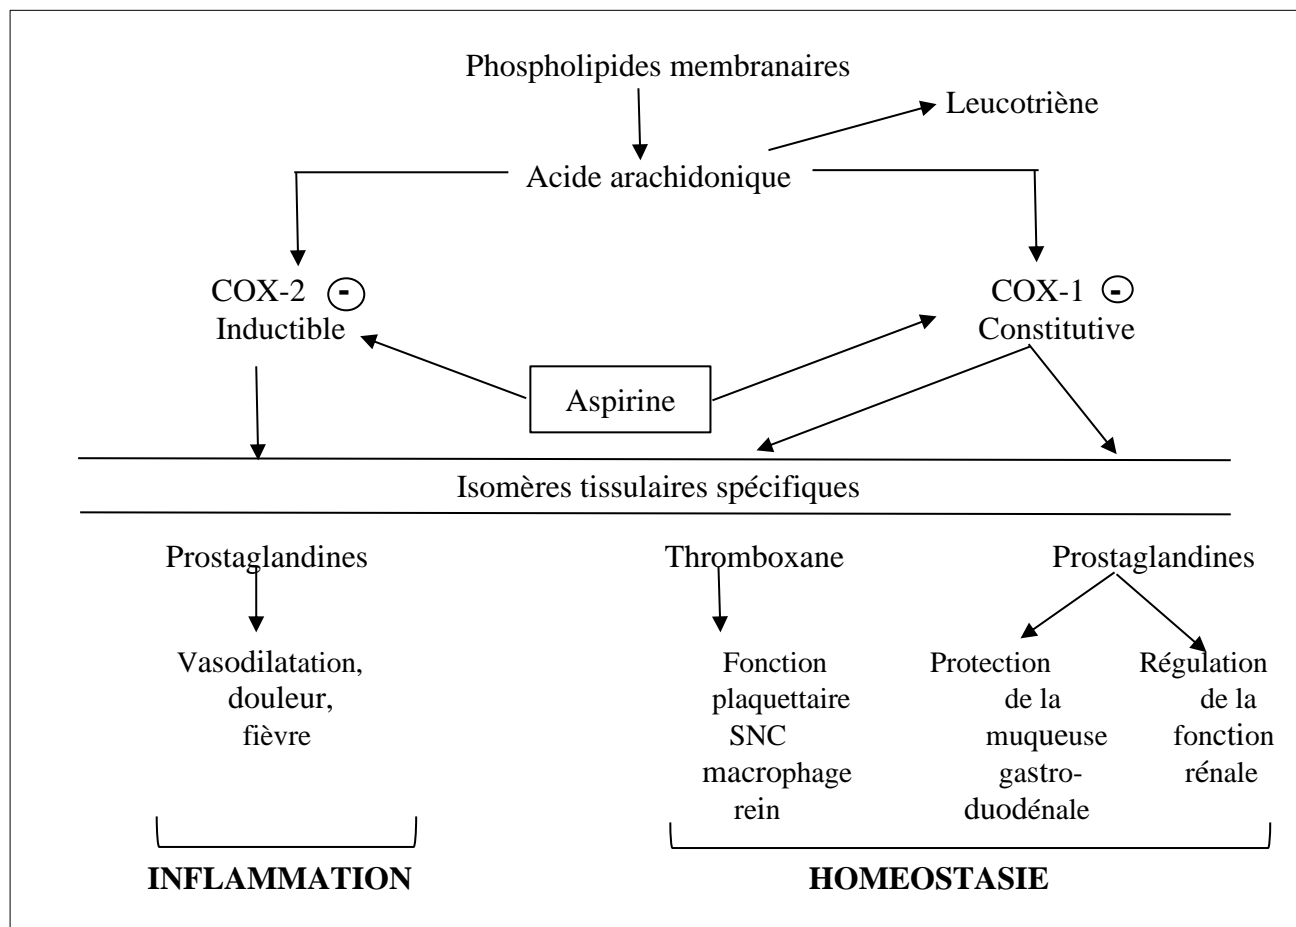 Phospholipides membranaires
Leucotriène
Acide arachidonique
COX-2 -
Inductible
COX-1 -
Constitutive
Aspirine
Isomères tissulaires spécifiques
Prostaglandines
Thromboxane
Prostaglandines
Vasodilatation,
douleur,
fièvre
Fonction
plaquettaire
SNC
macrophage
rein
Protection
de la
muqueuse
gastro-
duodénale
Régulation
de la
fonction
rénale
INFLAMMATION
HOMEOSTASIE